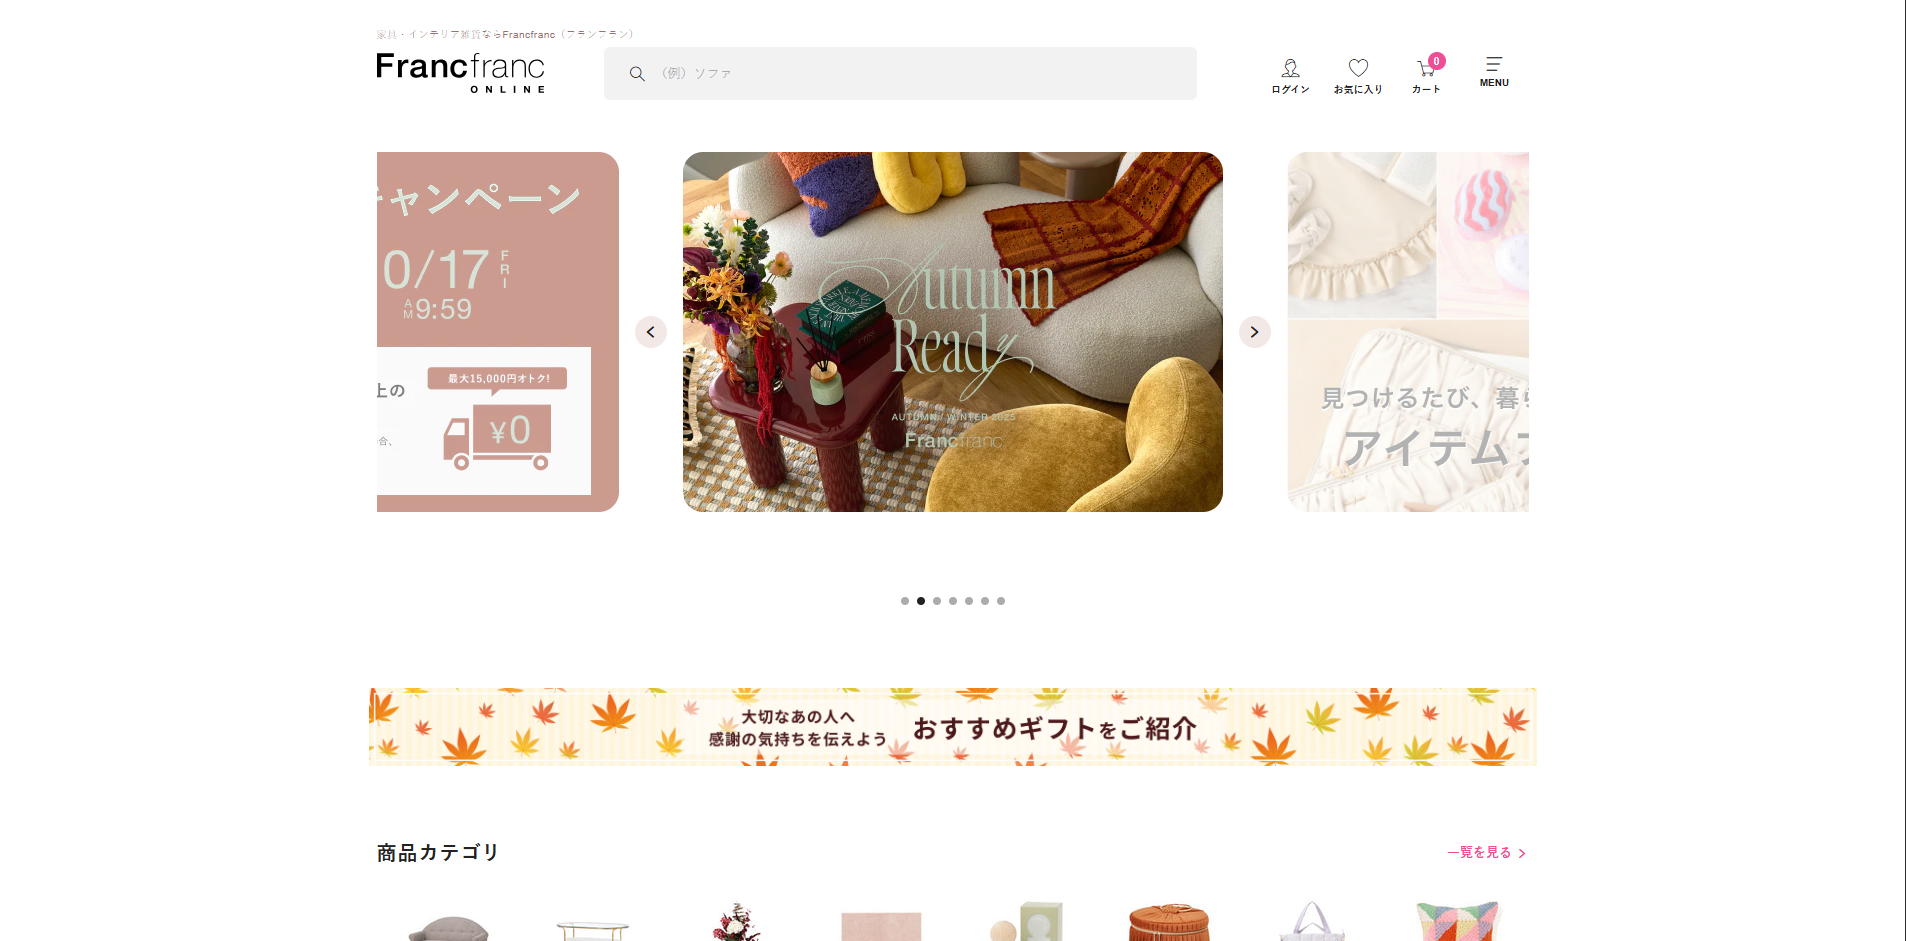 家具・インテリア雑貨ならFrancfranc（フランフラン）
Francfranc
ONLINE
（例）ソファ
ログイン
お気に入り
カート
0
MENU
キャンペーン
0/17 FRI
AM 9:59
上の
最大15,000円オトク!
¥0
合、
Autumn
Ready
AUTUMN / WINTER 2025
Francfranc
見つけるたび、暮ら
アイテムフ
大切なあの人へ
感謝の気持ちを伝えよう
おすすめギフトをご紹介
商品カテゴリ
一覧を見る